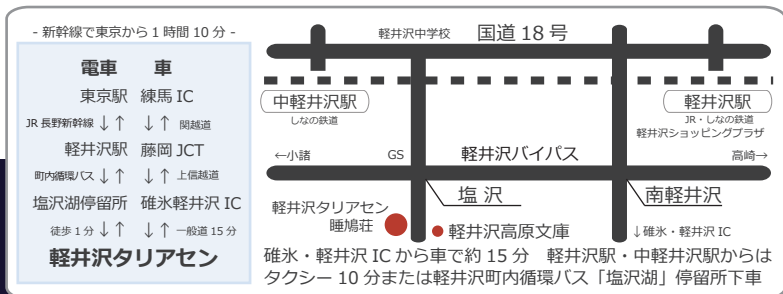 - 新幹線で東京から1時間10分 -
電車 車
東京駅 練馬 IC
JR 長野新幹線 ↓↑ ↓↑ 関越道
軽井沢駅 藤岡 JCT
町内循環バス ↓↑ ↓↑ 上信越道
塩沢湖停留所 碓氷軽井沢 IC
徒歩1分 ↓↑ ↓↑ 一般道15分
軽井沢タリアセン
軽井沢中学校 国道18号
中軽井沢駅
しなの鉄道
軽井沢駅
JR・しなの鉄道
軽井沢ショッピングプラザ
←小諸 GS 軽井沢バイパス 高崎→
塩沢 南軽井沢
軽井沢タリアセン
睡鳩荘
軽井沢高原文庫 ↓碓氷・軽井沢 IC
碓氷・軽井沢 IC から車で約15分 軽井沢駅・中軽井沢駅からは
タクシー10分または軽井沢町内循環バス「塩沢湖」停留所下車